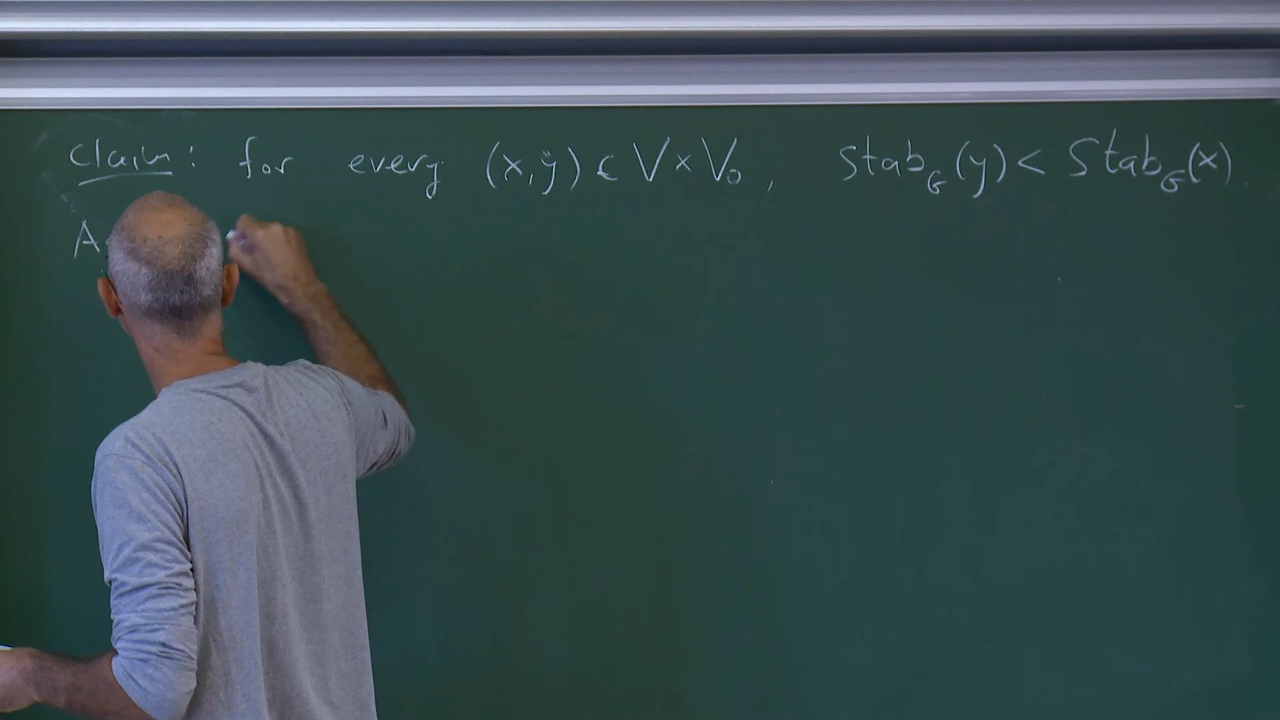 Claim: for every (x,y) ∈ V × V₀, Stab_G(y) < Stab_G(x)
A